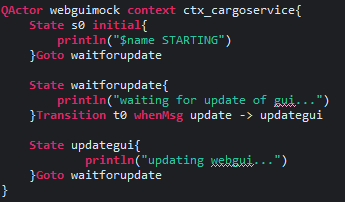 QActor webguimock context ctx_cargoservice{
    State s0 initial{
        println("$name STARTING")
    }Goto waitforupdate

    State waitforupdate{
        println("waiting for update of gui...")
    }Transition t0 whenMsg update -> updategui

    State updategui{
            println("updating webgui...")
    }Goto waitforupdate
}